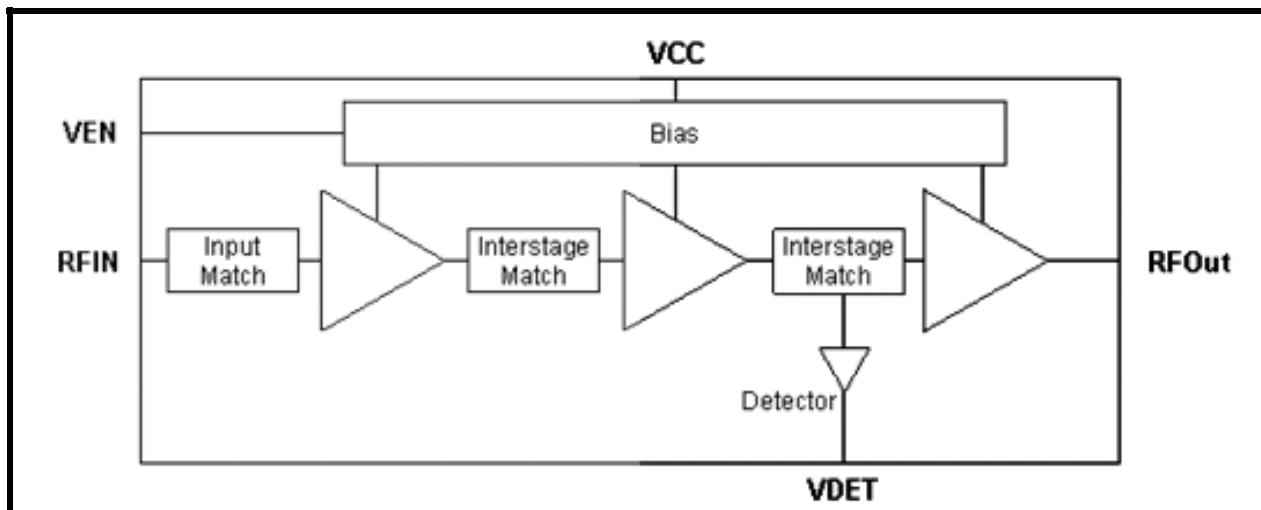 VCC
VEN
Bias
RFIN
Input
Match
Interstage
Match
Interstage
Match
RFOut
Detector
VDET